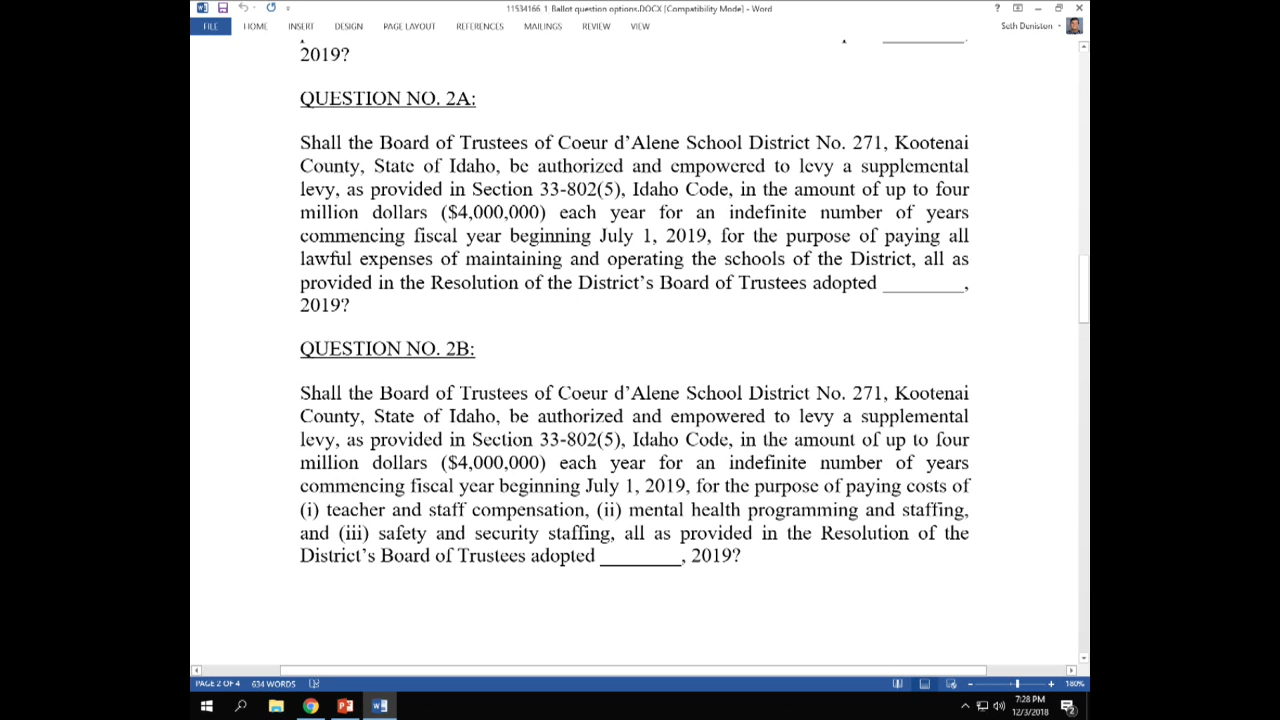 11534166_1_Ballot question options.DOCX [Compatibility Mode] - Word
FILE HOME INSERT DESIGN PAGE LAYOUT REFERENCES MAILINGS REVIEW VIEW Seth Deniston
2019?
QUESTION NO. 2A:
Shall the Board of Trustees of Coeur d’Alene School District No. 271, Kootenai
County, State of Idaho, be authorized and empowered to levy a supplemental
levy, as provided in Section 33-802(5), Idaho Code, in the amount of up to four
million dollars ($4,000,000) each year for an indefinite number of years
commencing fiscal year beginning July 1, 2019, for the purpose of paying all
lawful expenses of maintaining and operating the schools of the District, all as
provided in the Resolution of the District’s Board of Trustees adopted ________,
2019?
QUESTION NO. 2B:
Shall the Board of Trustees of Coeur d’Alene School District No. 271, Kootenai
County, State of Idaho, be authorized and empowered to levy a supplemental
levy, as provided in Section 33-802(5), Idaho Code, in the amount of up to four
million dollars ($4,000,000) each year for an indefinite number of years
commencing fiscal year beginning July 1, 2019, for the purpose of paying costs of
(i) teacher and staff compensation, (ii) mental health programming and staffing,
and (iii) safety and security staffing, all as provided in the Resolution of the
District’s Board of Trustees adopted ________, 2019?
PAGE 2 OF 4 634 WORDS 180%
7:28 PM
12/3/2018
2